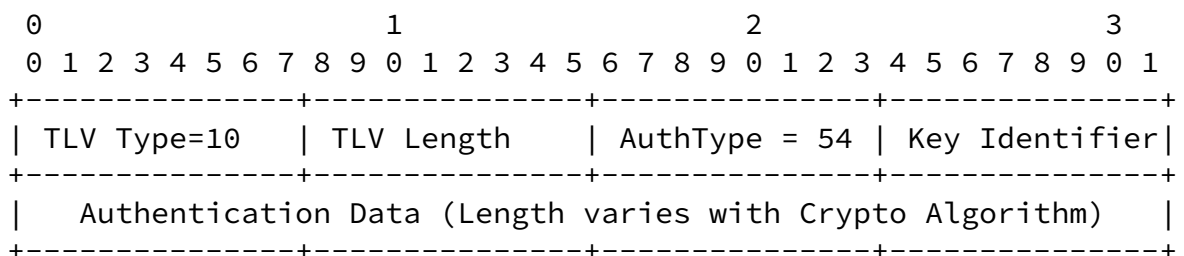 0                   1                   2                   3
0 1 2 3 4 5 6 7 8 9 0 1 2 3 4 5 6 7 8 9 0 1 2 3 4 5 6 7 8 9 0 1
+---------------+---------------+---------------+---------------+
| TLV Type=10   | TLV Length    | AuthType = 54 | Key Identifier|
+---------------+---------------+---------------+---------------+
|   Authentication Data (Length varies with Crypto Algorithm)   |
+---------------+---------------+---------------+---------------+